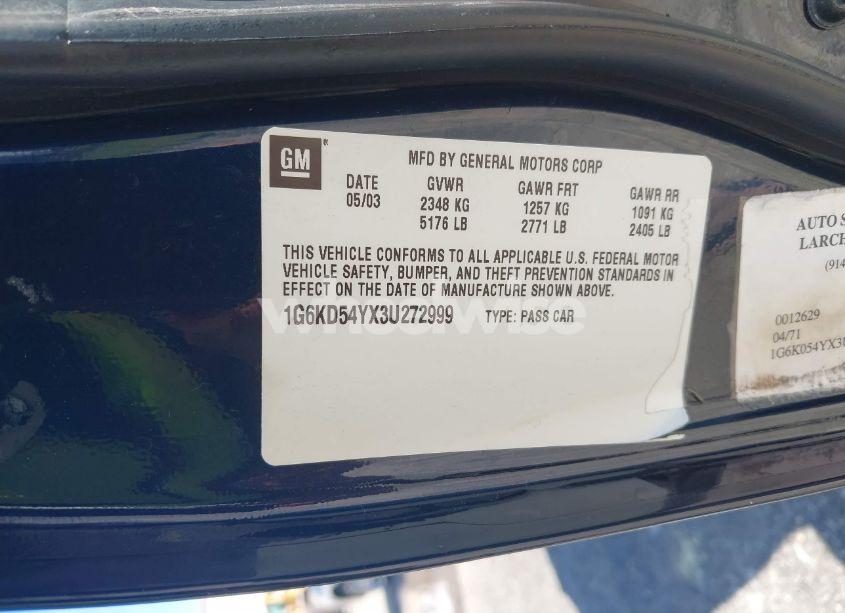 GM
MFD BY GENERAL MOTORS CORP
DATE GVWR GAWR FRT GAWR RR
05/03 2348 KG 1257 KG 1091 KG
5176 LB 2771 LB 2405 LB
THIS VEHICLE CONFORMS TO ALL APPLICABLE U.S. FEDERAL MOTOR
VEHICLE SAFETY, BUMPER, AND THEFT PREVENTION STANDARDS IN
EFFECT ON THE DATE OF MANUFACTURE SHOWN ABOVE.
1G6KD54YX3U272999 TYPE: PASS CAR
wheelwise
AUTO S
LARCH
(914
0012629
04/71
1G6K054YX3U